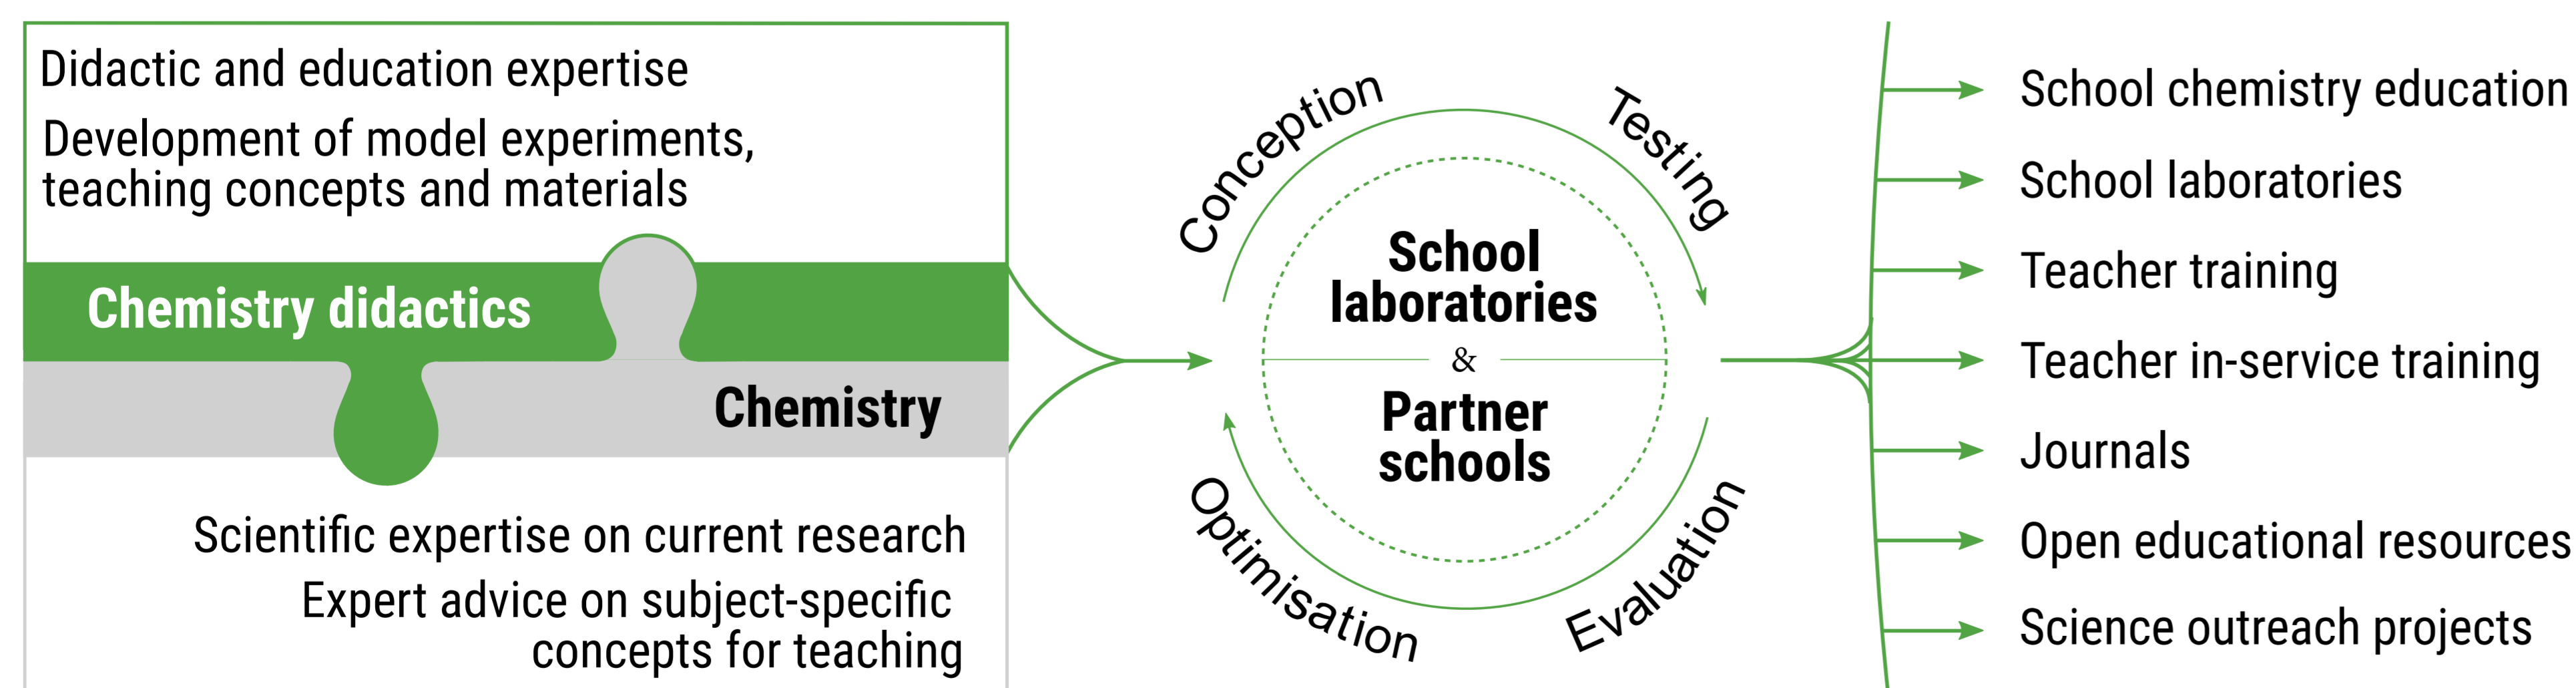 Didactic and education expertise
Development of model experiments,
teaching concepts and materials
Chemistry didactics
Chemistry
Scientific expertise on current research
Expert advice on subject-specific
concepts for teaching
Conception
Testing
School
laboratories
&
Partner
schools
Optimisation
Evaluation
School chemistry education
School laboratories
Teacher training
Teacher in-service training
Journals
Open educational resources
Science outreach projects